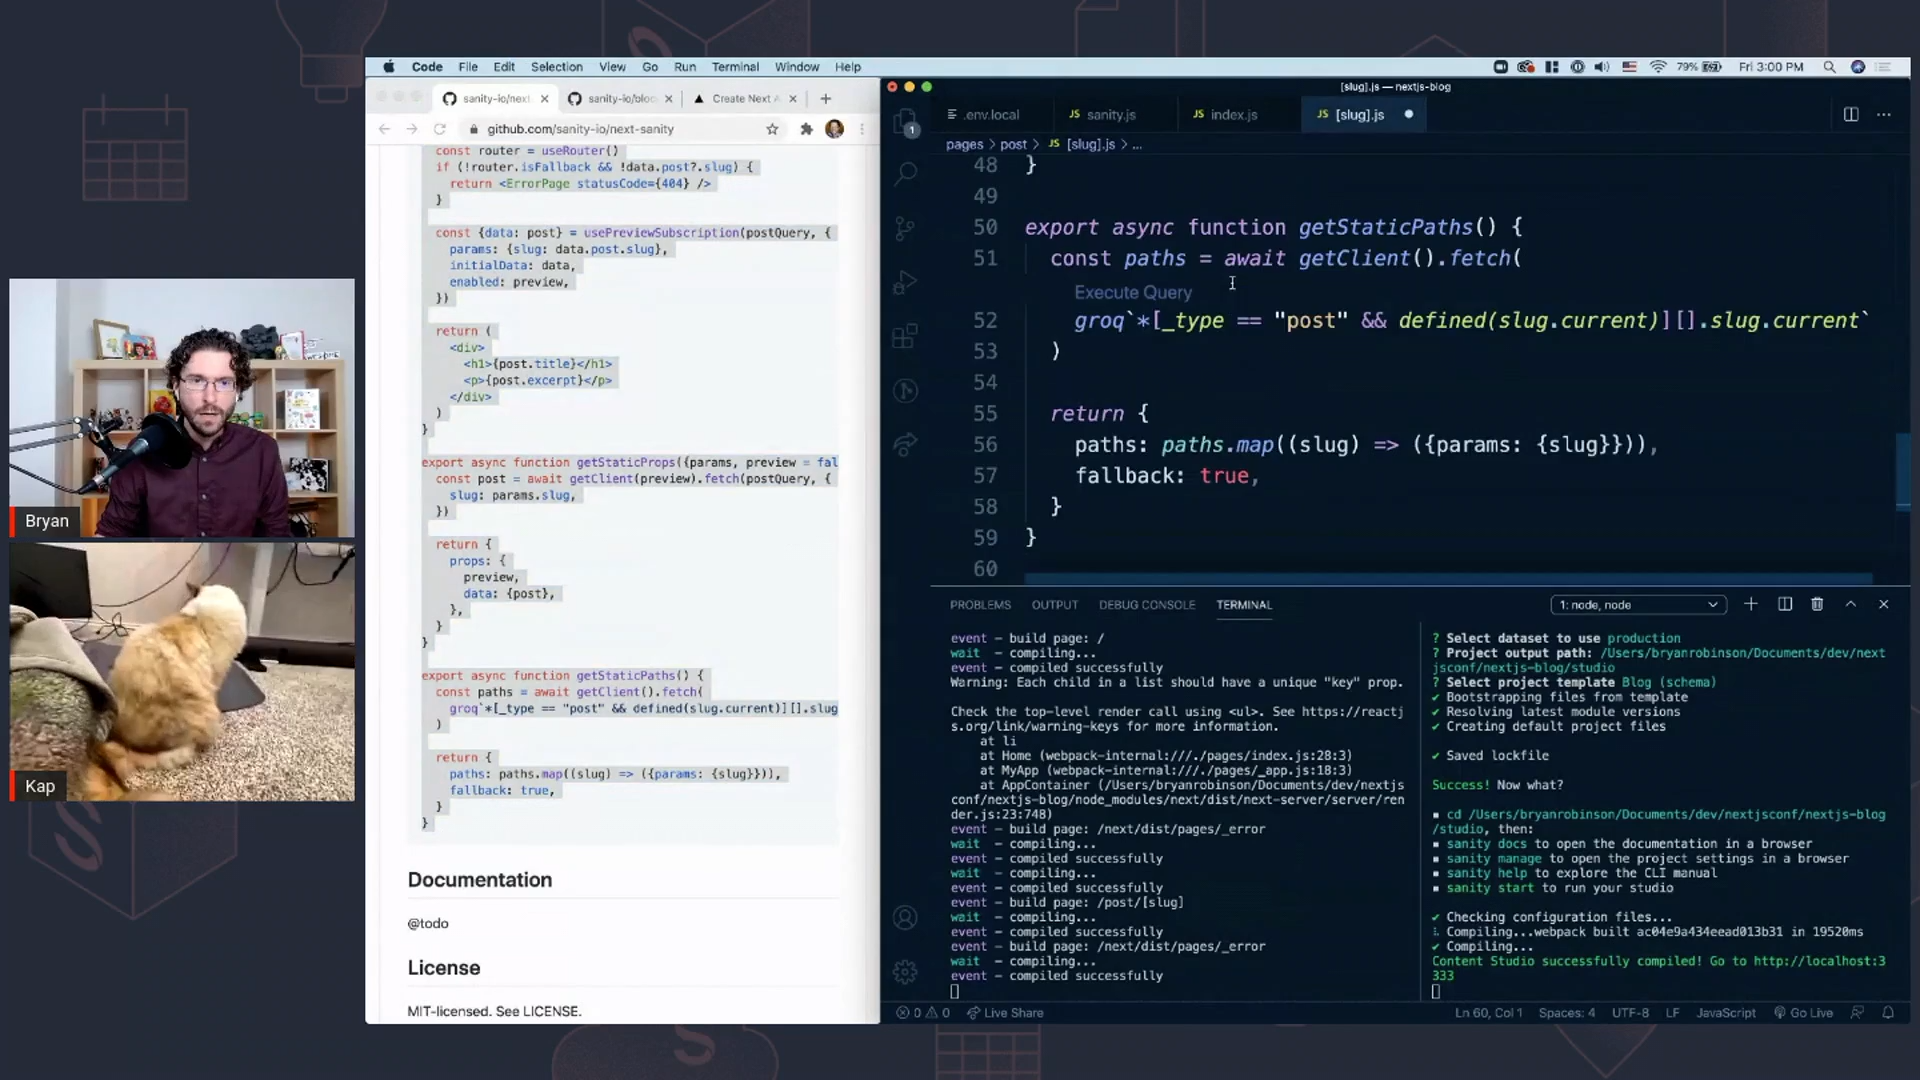 Code File Edit Selection View Go Run Terminal Window Help
79% Fri 3:00 PM
sanity-io/next
sanity-io/bloc
Create Next A
github.com/sanity-io/next-sanity
const router = useRouter()
if (!router.isFallback && !data.post?.slug) {
return <ErrorPage statusCode={404} />
}
const {data: post} = usePreviewSubscription(postQuery, {
params: {slug: data.post.slug},
initialData: data,
enabled: preview,
})
return (
<div>
<h1>{post.title}</h1>
<p>{post.excerpt}</p>
</div>
)
}
export async function getStaticProps({params, preview = fal
const post = await getClient(preview).fetch(postQuery, {
slug: params.slug,
})
return {
props: {
preview,
data: {post},
},
}
}
export async function getStaticPaths() {
const paths = await getClient().fetch(
groq`*[_type == "post" && defined(slug.current)][].slug
)
return {
paths: paths.map((slug) => ({params: {slug}})),
fallback: true,
}
}
Documentation
@todo
License
MIT-licensed. See LICENSE.
[slug].js — nextjs-blog
1
.env.local
JS sanity.js
JS index.js
JS [slug].js
pages > post > JS [slug].js > ...
48 }
49
50 export async function getStaticPaths() {
51 const paths = await getClient().fetch(
Execute Query
52 groq`*[_type == "post" && defined(slug.current)][].slug.current`
53 )
54
55 return {
56 paths: paths.map((slug) => ({params: {slug}})),
57 fallback: true,
58 }
59 }
60
PROBLEMS OUTPUT DEBUG CONSOLE TERMINAL
1: node, node
event - build page: /
wait - compiling...
event - compiled successfully
Warning: Each child in a list should have a unique "key" prop.
Check the top-level render call using <ul>. See https://reactj
s.org/link/warning-keys for more information.
at li
at Home (webpack-internal:///./pages/index.js:28:3)
at MyApp (webpack-internal:///./pages/_app.js:18:3)
at AppContainer (/Users/bryanrobinson/Documents/dev/nextjs
conf/nextjs-blog/node_modules/next/dist/next-server/server/ren
der.js:23:748)
event - build page: /next/dist/pages/_error
wait - compiling...
event - compiled successfully
wait - compiling...
event - compiled successfully
event - build page: /post/[slug]
wait - compiling...
event - compiled successfully
event - build page: /next/dist/pages/_error
wait - compiling...
event - compiled successfully
? Select dataset to use production
? Project output path: /Users/bryanrobinson/Documents/dev/next
jsconf/nextjs-blog/studio
? Select project template Blog (schema)
✔ Bootstrapping files from template
✔ Resolving latest module versions
✔ Creating default project files
✔ Saved lockfile
Success! Now what?
▪ cd /Users/bryanrobinson/Documents/dev/nextjsconf/nextjs-blog
/studio, then:
▪ sanity docs to open the documentation in a browser
▪ sanity manage to open the project settings in a browser
▪ sanity help to explore the CLI manual
▪ sanity start to run your studio
✔ Checking configuration files...
Compiling...webpack built ac04e9a434eead013b31 in 19520ms
✔ Compiling...
Content Studio successfully compiled! Go to http://localhost:3
333
0 0 Live Share
Ln 60, Col 1 Spaces: 4 UTF-8 LF JavaScript Go Live
Bryan
Kap